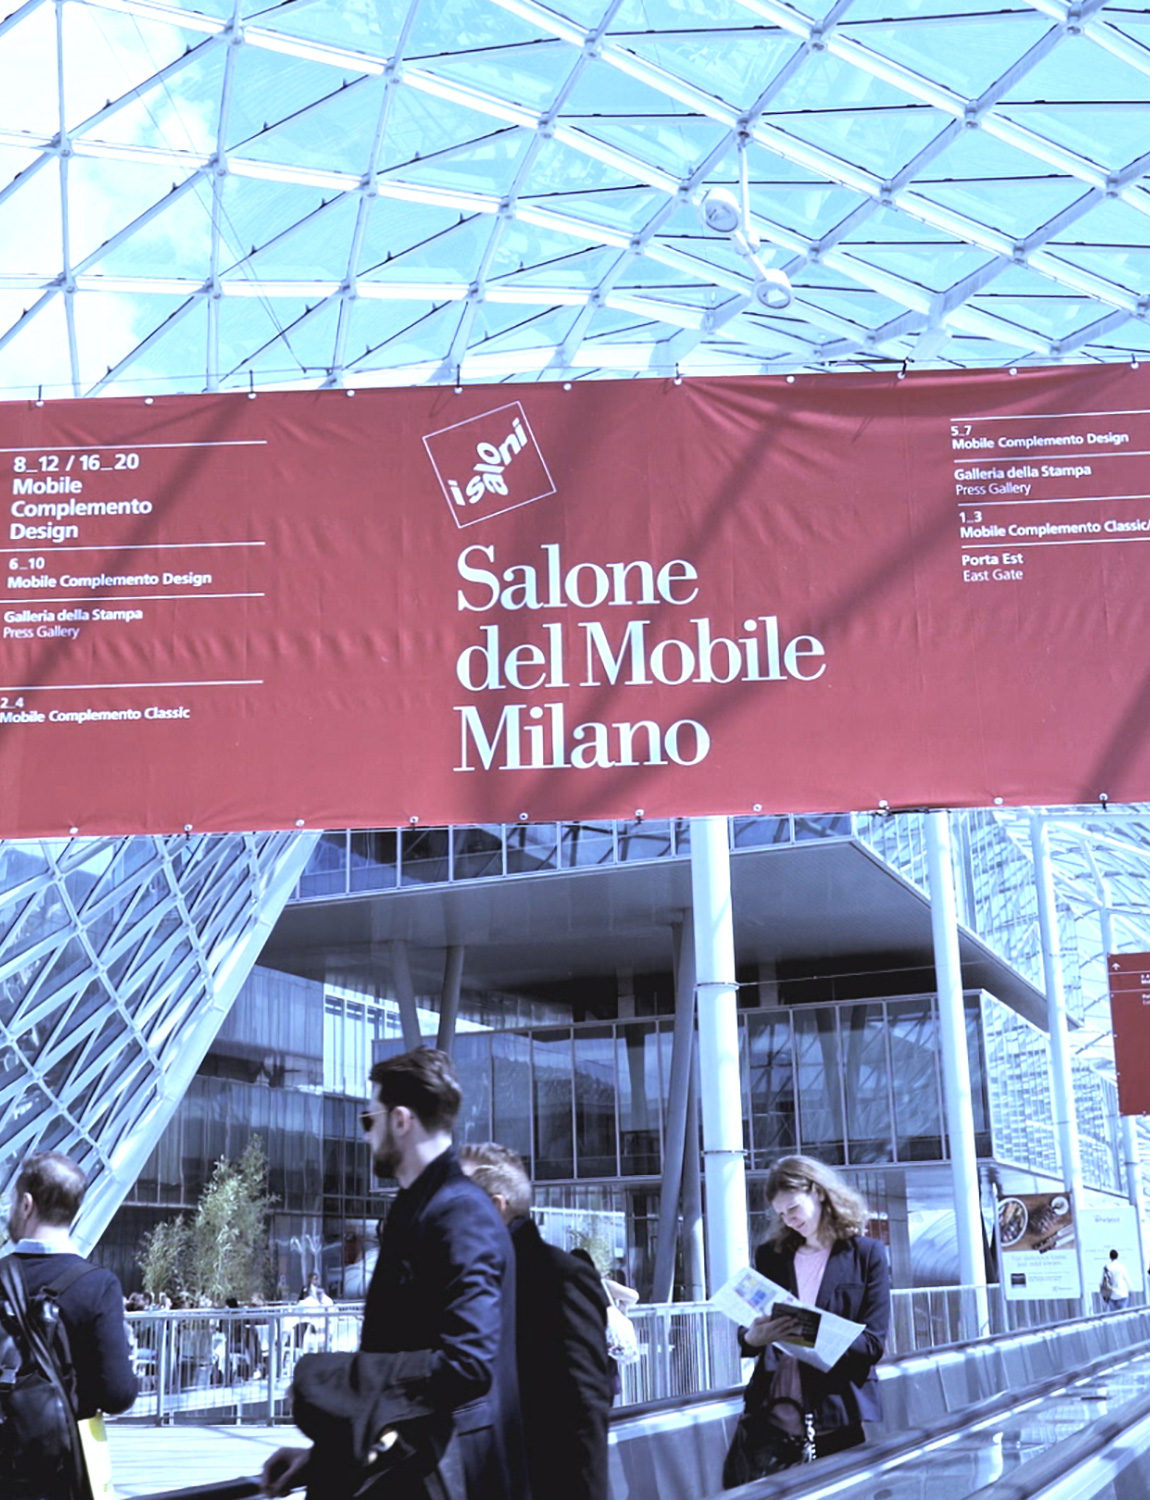 8_12 / 16_20
Mobile
Complemento
Design
6_10
Mobile Complemento Design
Galleria della Stampa
Press Gallery
2_4
Mobile Complemento Classic
i saloni
Salone
del Mobile
Milano
5_7
Mobile Complemento Design
Galleria della Stampa
Press Gallery
1_3
Mobile Complemento Classic/
Porta Est
East Gate